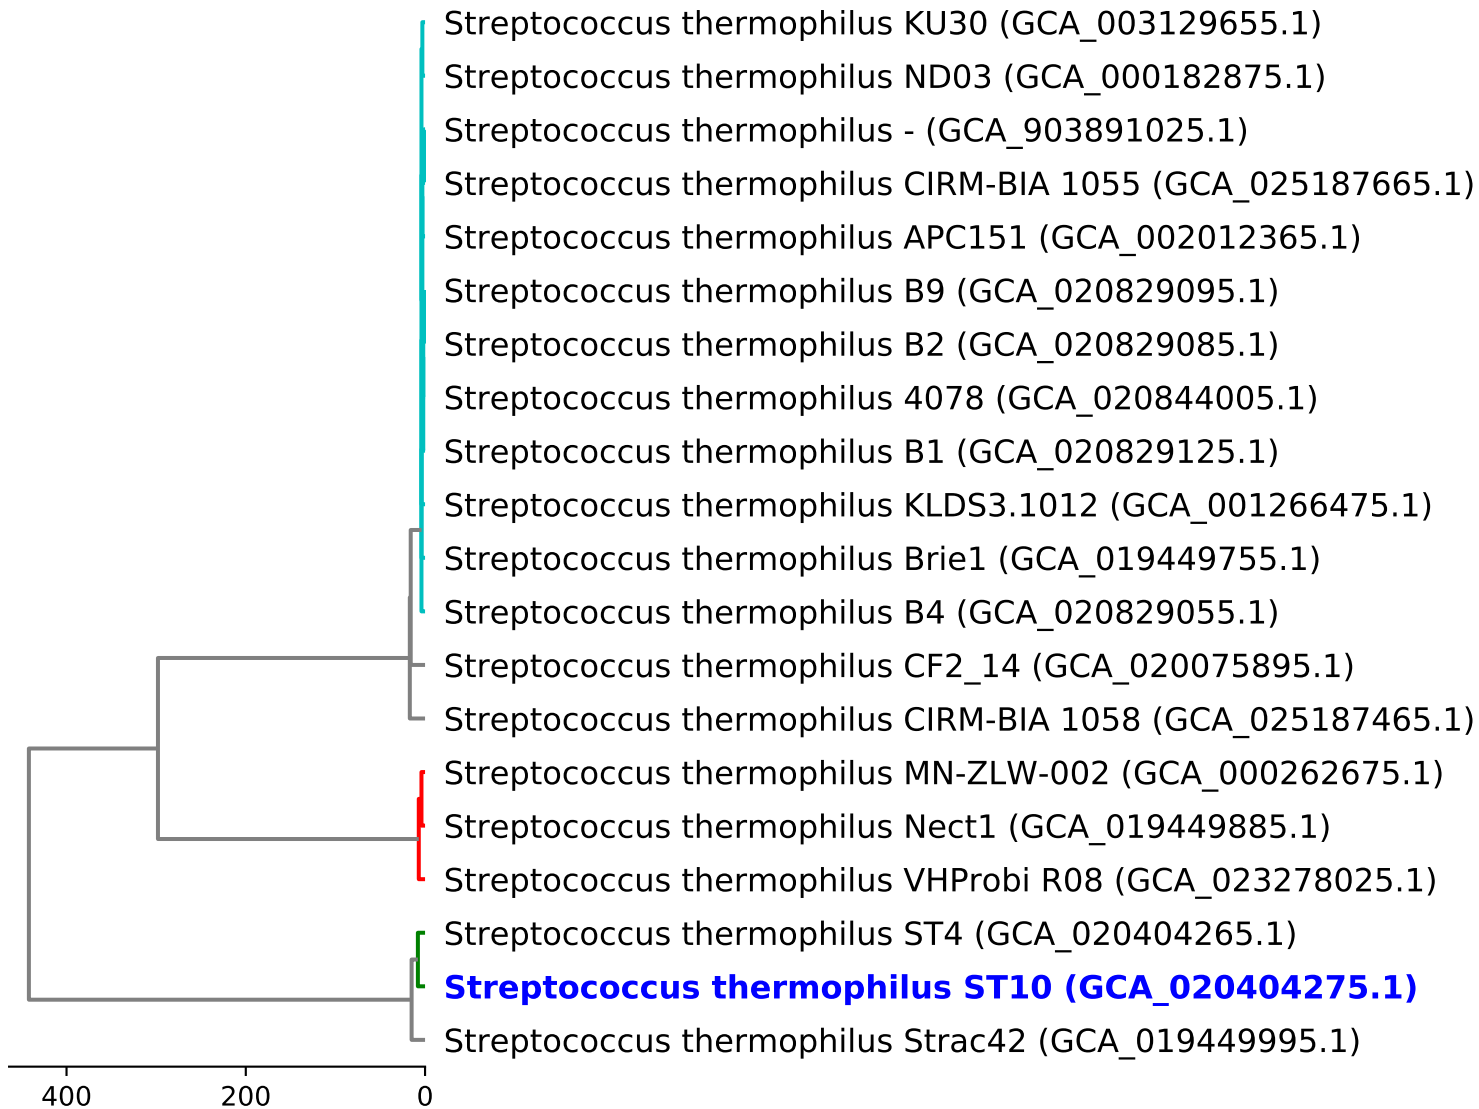 Streptococcus thermophilus KU30 (GCA_003129655.1)
Streptococcus thermophilus ND03 (GCA_000182875.1)
Streptococcus thermophilus - (GCA_903891025.1)
Streptococcus thermophilus CIRM-BIA 1055 (GCA_025187665.1)
Streptococcus thermophilus APC151 (GCA_002012365.1)
Streptococcus thermophilus B9 (GCA_020829095.1)
Streptococcus thermophilus B2 (GCA_020829085.1)
Streptococcus thermophilus 4078 (GCA_020844005.1)
Streptococcus thermophilus B1 (GCA_020829125.1)
Streptococcus thermophilus KLDS3.1012 (GCA_001266475.1)
Streptococcus thermophilus Brie1 (GCA_019449755.1)
Streptococcus thermophilus B4 (GCA_020829055.1)
Streptococcus thermophilus CF2_14 (GCA_020075895.1)
Streptococcus thermophilus CIRM-BIA 1058 (GCA_025187465.1)
Streptococcus thermophilus MN-ZLW-002 (GCA_000262675.1)
Streptococcus thermophilus Nect1 (GCA_019449885.1)
Streptococcus thermophilus VHProbi R08 (GCA_023278025.1)
Streptococcus thermophilus ST4 (GCA_020404265.1)
Streptococcus thermophilus ST10 (GCA_020404275.1)
Streptococcus thermophilus Strac42 (GCA_019449995.1)
400 200 0